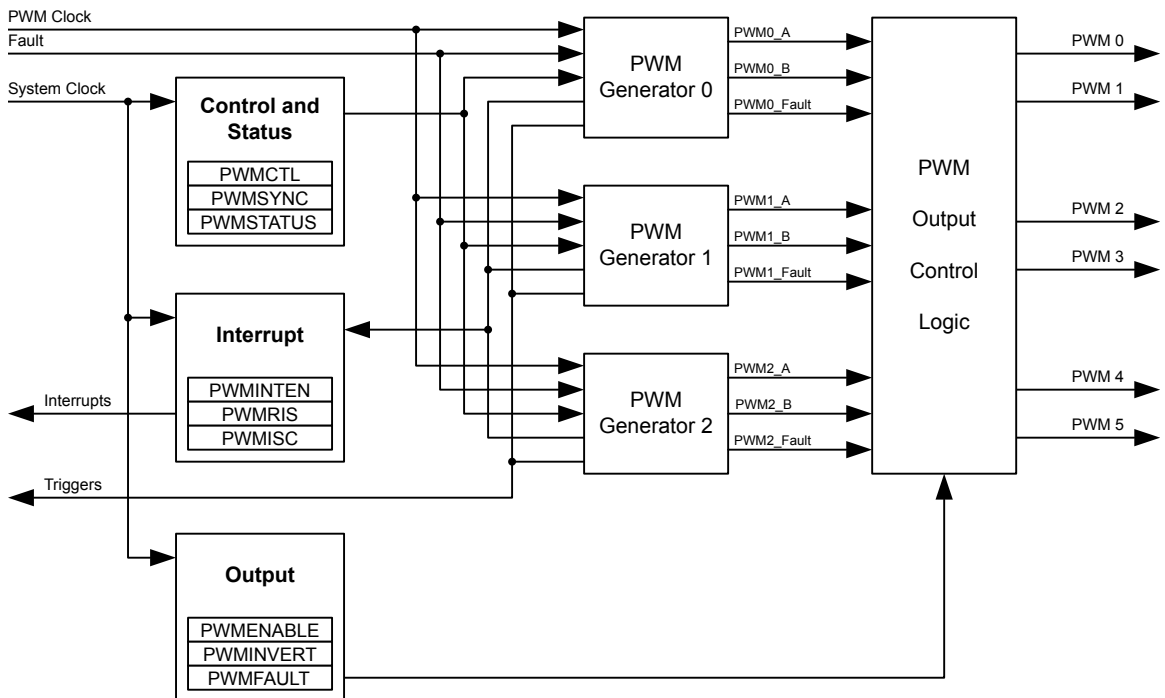 PWM Clock
Fault
System Clock
Control and
Status
PWMCTL
PWMSYNC
PWMSTATUS
Interrupt
PWMINTEN
PWMRIS
PWMISC
Interrupts
Triggers
Output
PWMENABLE
PWMINVERT
PWMFAULT
PWM
Generator 0
PWM0_A
PWM0_B
PWM0_Fault
PWM
Generator 1
PWM1_A
PWM1_B
PWM1_Fault
PWM
Generator 2
PWM2_A
PWM2_B
PWM2_Fault
PWM
Output
Control
Logic
PWM 0
PWM 1
PWM 2
PWM 3
PWM 4
PWM 5